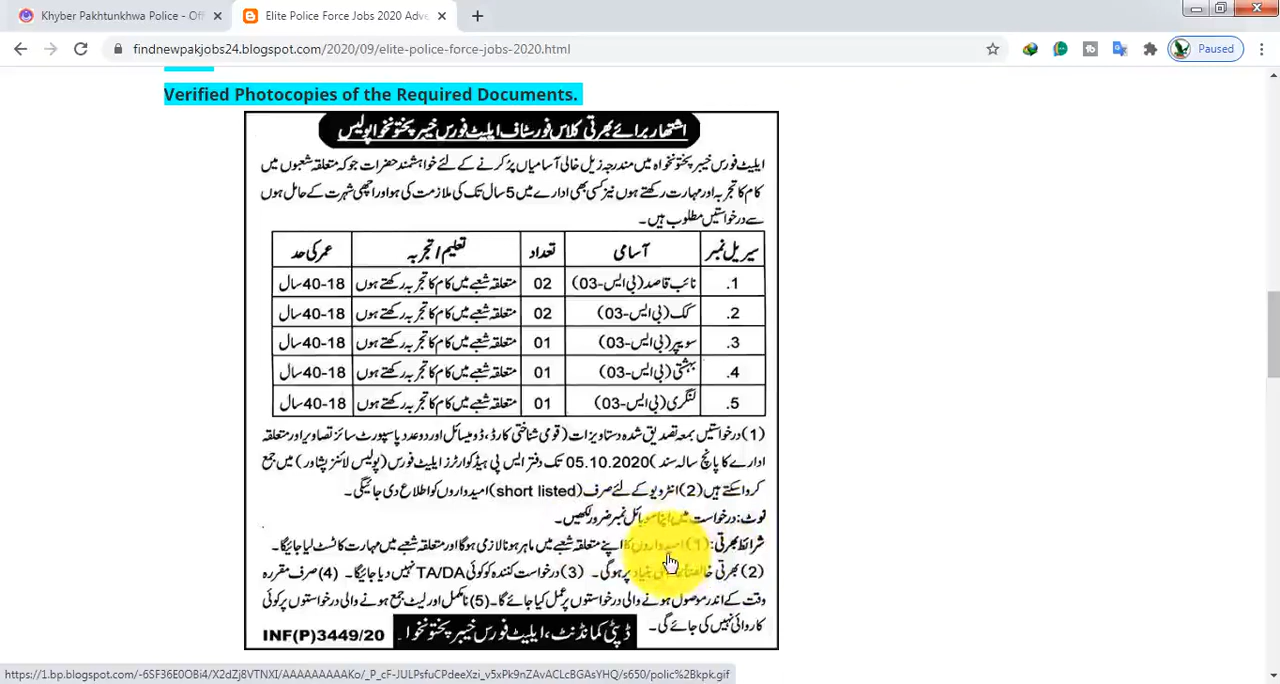 Khyber Pakhtunkhwa Police - Off
Elite Police Force Jobs 2020 Adve
findnewpakjobs24.blogspot.com/2020/09/elite-police-force-jobs-2020.html
Paused
Verified Photocopies of the Required Documents.
اشتہار برائے بھرتی کلاس فور سٹاف ایلیٹ فورس خیبر پختونخوا پولیس
ایلیٹ فورس خیبر پختونخواہ میں مندرجہ زیل خالی آسامیاں پُر کرنے کے لئے خواہشمند حضرات جو کہ متعلقہ شعبوں میں
کام کا تجربہ اور مہارت رکھتے ہوں نیز کسی بھی ادارے میں 5 سال تک کی ملازمت کی ہو اور اچھی شہرت کے حامل ہوں
سے درخواستیں مطلوب ہیں۔
سیریل نمبر آسامی تعداد تعلیم/تجربہ عمر کی حد
1. نائب قاصد (بی ایس-03) 02 متعلقہ شعبے میں کام کا تجربہ رکھتے ہوں 18-40 سال
2. کک (بی ایس-03) 02 متعلقہ شعبے میں کام کا تجربہ رکھتے ہوں 18-40 سال
3. سویپر (بی ایس-03) 01 متعلقہ شعبے میں کام کا تجربہ رکھتے ہوں 18-40 سال
4. بہشتی (بی ایس-03) 01 متعلقہ شعبے میں کام کا تجربہ رکھتے ہوں 18-40 سال
5. لنگری (بی ایس-03) 01 متعلقہ شعبے میں کام کا تجربہ رکھتے ہوں 18-40 سال
(1) درخواستیں بمعہ تصدیق شدہ دستاویزات (قومی شناختی کارڈ، ڈومیسائل اور دو عدد پاسپورٹ سائز تصاویر اور متعلقہ
ادارے کا پانچ سالہ سند) 05.10.2020 تک دفتر ایس پی ہیڈکوارٹرز ایلیٹ فورس (پولیس لائنز پشاور) میں جمع
کرواسکتے ہیں (2) انٹرویو کے لئے صرف (short listed) امیدواروں کو اطلاع دی جائیگی۔
نوٹ: درخواست میں اپنا موبائل نمبر ضرور لکھیں۔
شرائط بھرتی: (1) امیدواروں کا اپنے متعلقہ شعبے میں ماہر ہونا لازمی ہوگا اور متعلقہ شعبے میں مہارت کا ٹسٹ لیا جائیگا۔
(2) بھرتی خالصتاً بنیاد پر ہوگی۔ (3) درخواست کنندہ کو کوئی TA/DA نہیں دیا جائیگا۔ (4) صرف مقررہ
وقت کے اندر موصول ہونے والی درخواستوں پر عمل کیا جائے گا۔ (5) نامکمل اور لیٹ جمع ہونے والی درخواستوں پر کوئی
کاروائی نہیں کی جائے گی۔
ڈپٹی کمانڈنٹ، ایلیٹ فورس خیبر پختونخوا۔
INF(P)3449/20
https://1.bp.blogspot.com/-6SF36E0OBi4/X2dZj8VTNXI/AAAAAAAAAKo/_P_cF-JULPsfuCPdeeXzi_v5xPk9nZAvACLcBGAsYHQ/s650/polic%2Bkpk.gif